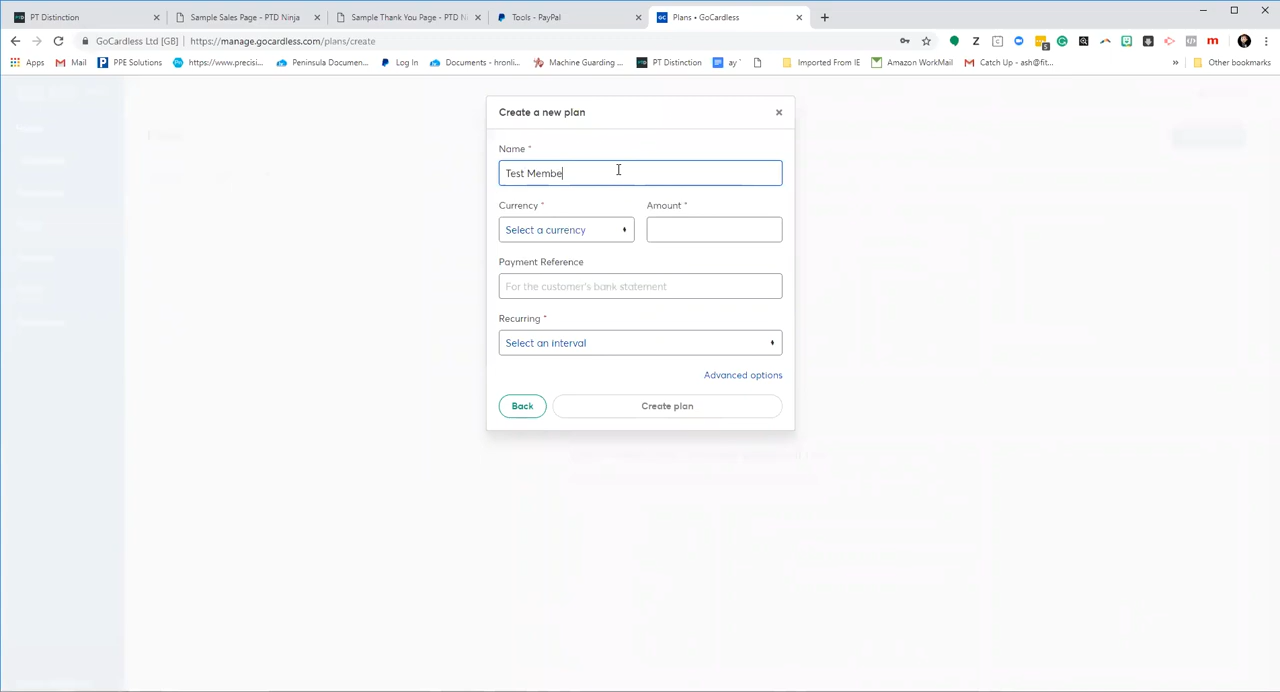 PT Distinction
Sample Sales Page - PTD Ninja
Sample Thank You Page - PTD Ni
Tools - PayPal
GC Plans • GoCardless
GoCardless Ltd [GB] https://manage.gocardless.com/plans/create
Apps Mail PPE Solutions https://www.precisi... Peninsula Documen... Log In Documents - hronli... Machine Guarding ... PT Distinction ay Imported From IE Amazon WorkMail Catch Up - ash@fit... » Other bookmarks
Create a new plan
Name *
Test Membe
Currency * Amount *
Select a currency
Payment Reference
For the customer's bank statement
Recurring *
Select an interval
Advanced options
Back Create plan